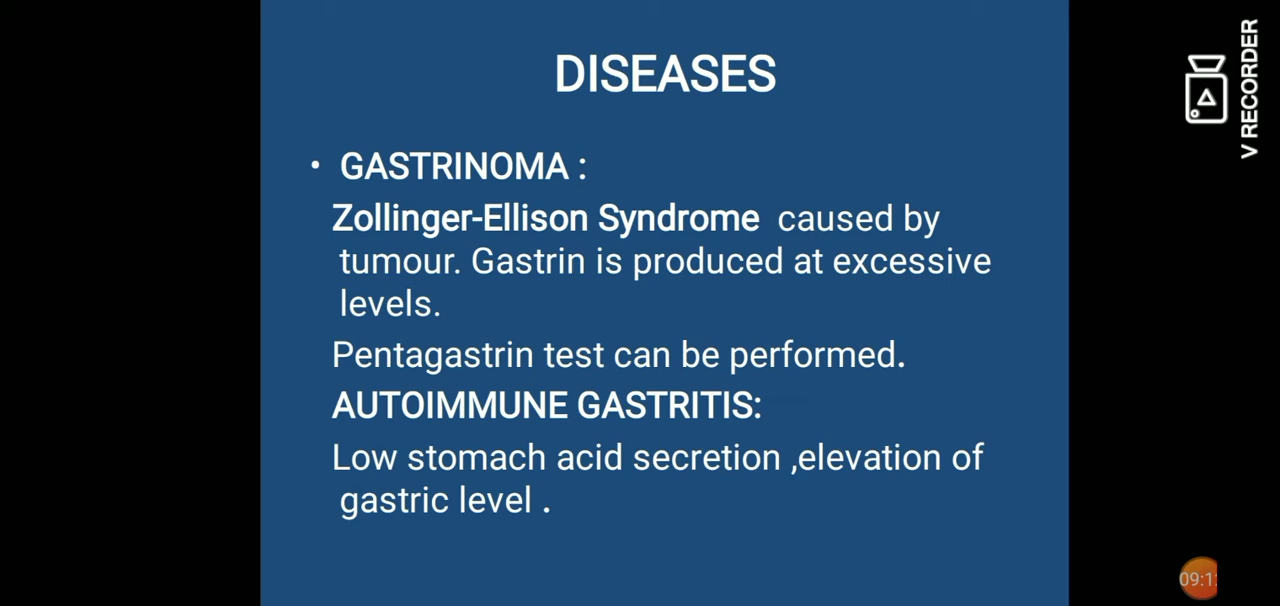 DISEASES
• GASTRINOMA :
Zollinger-Ellison Syndrome caused by
tumour. Gastrin is produced at excessive
levels.
Pentagastrin test can be performed.
AUTOIMMUNE GASTRITIS:
Low stomach acid secretion ,elevation of
gastric level .
V RECORDER